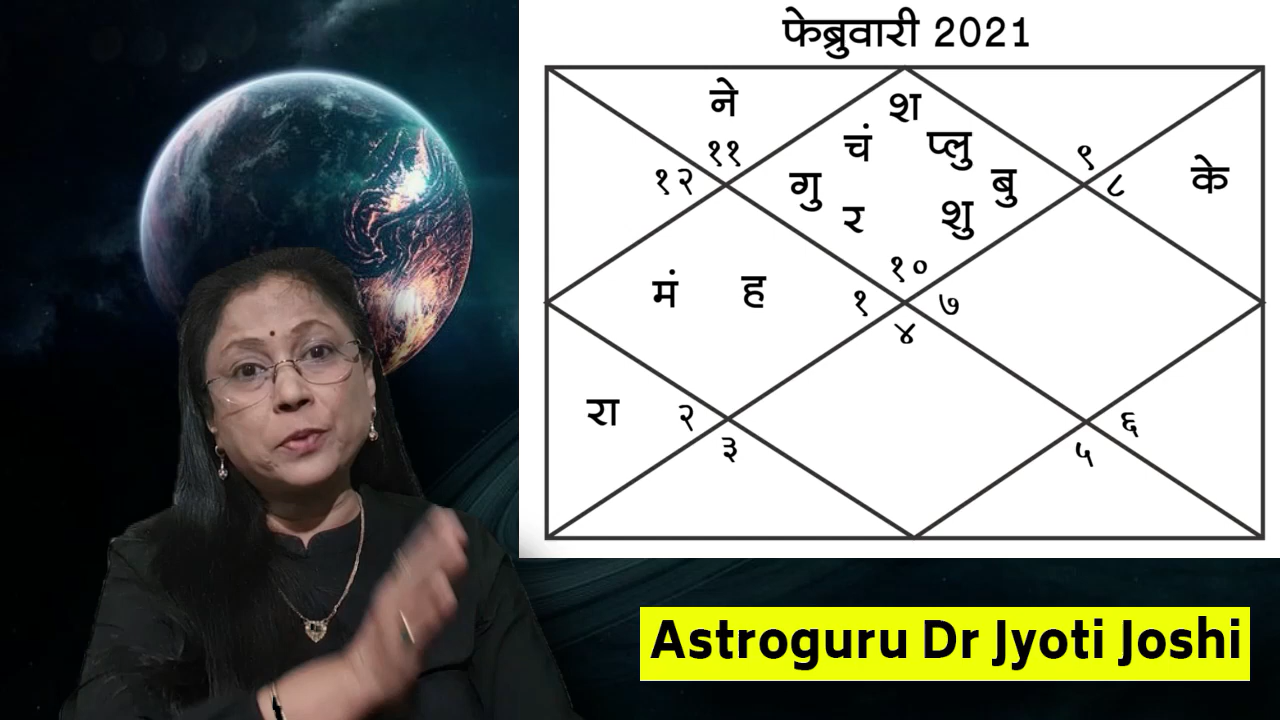 फेब्रुवारी 2021
ने
श
चं
प्लु
गु
बु
र
शु
११
१२
९
८
के
१०
मं
ह
१
७
४
रा
२
३
६
५
Astroguru Dr Jyoti Joshi